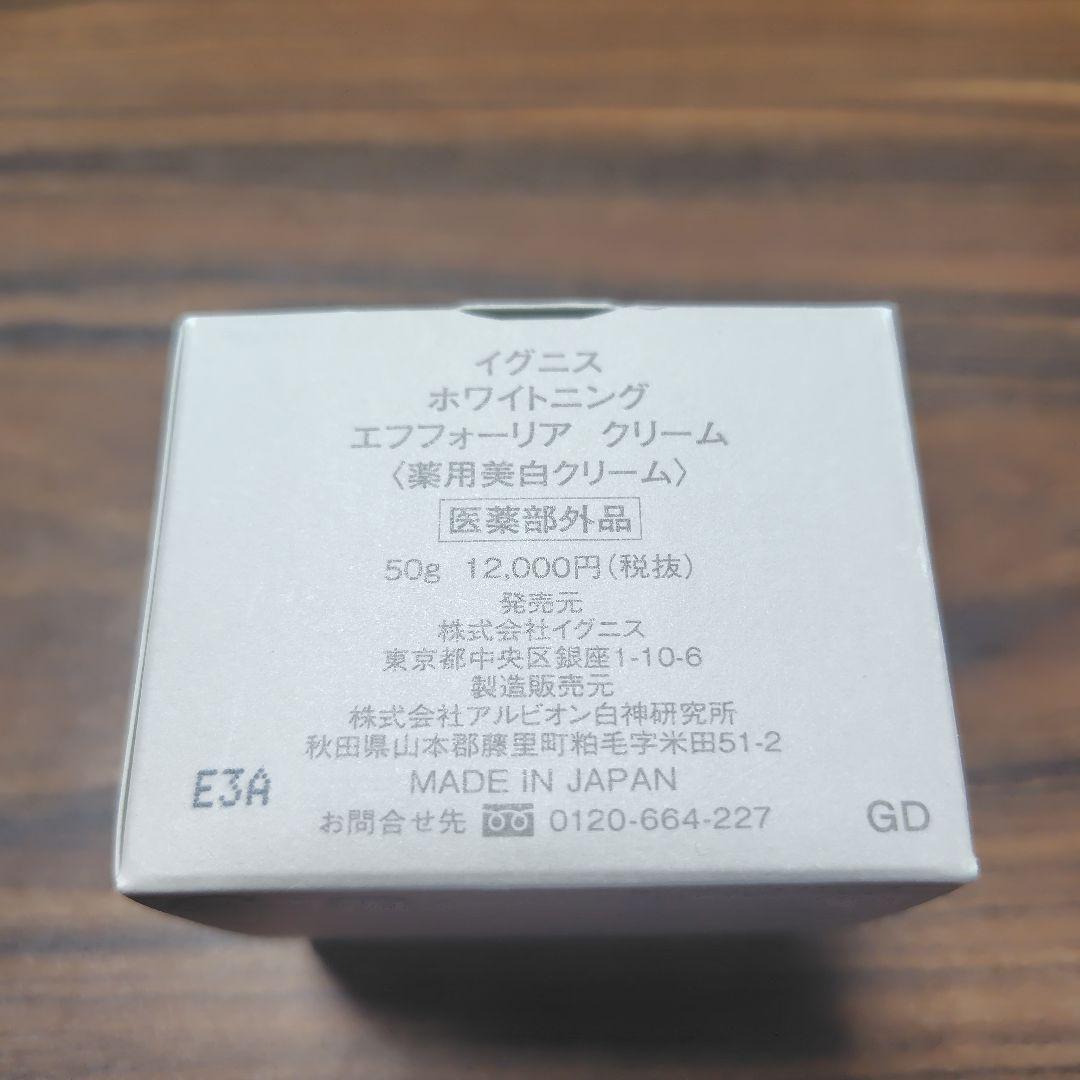 イグニス
ホワイトニング
エフフォーリア クリーム
〈薬用美白クリーム〉
医薬部外品
50g 12,000円(税抜)
発売元
株式会社イグニス
東京都中央区銀座1-10-6
製造販売元
株式会社アルビオン白神研究所
秋田県山本郡藤里町粕毛字米田51-2
MADE IN JAPAN
E3A
お問合せ先 0120-664-227
GD